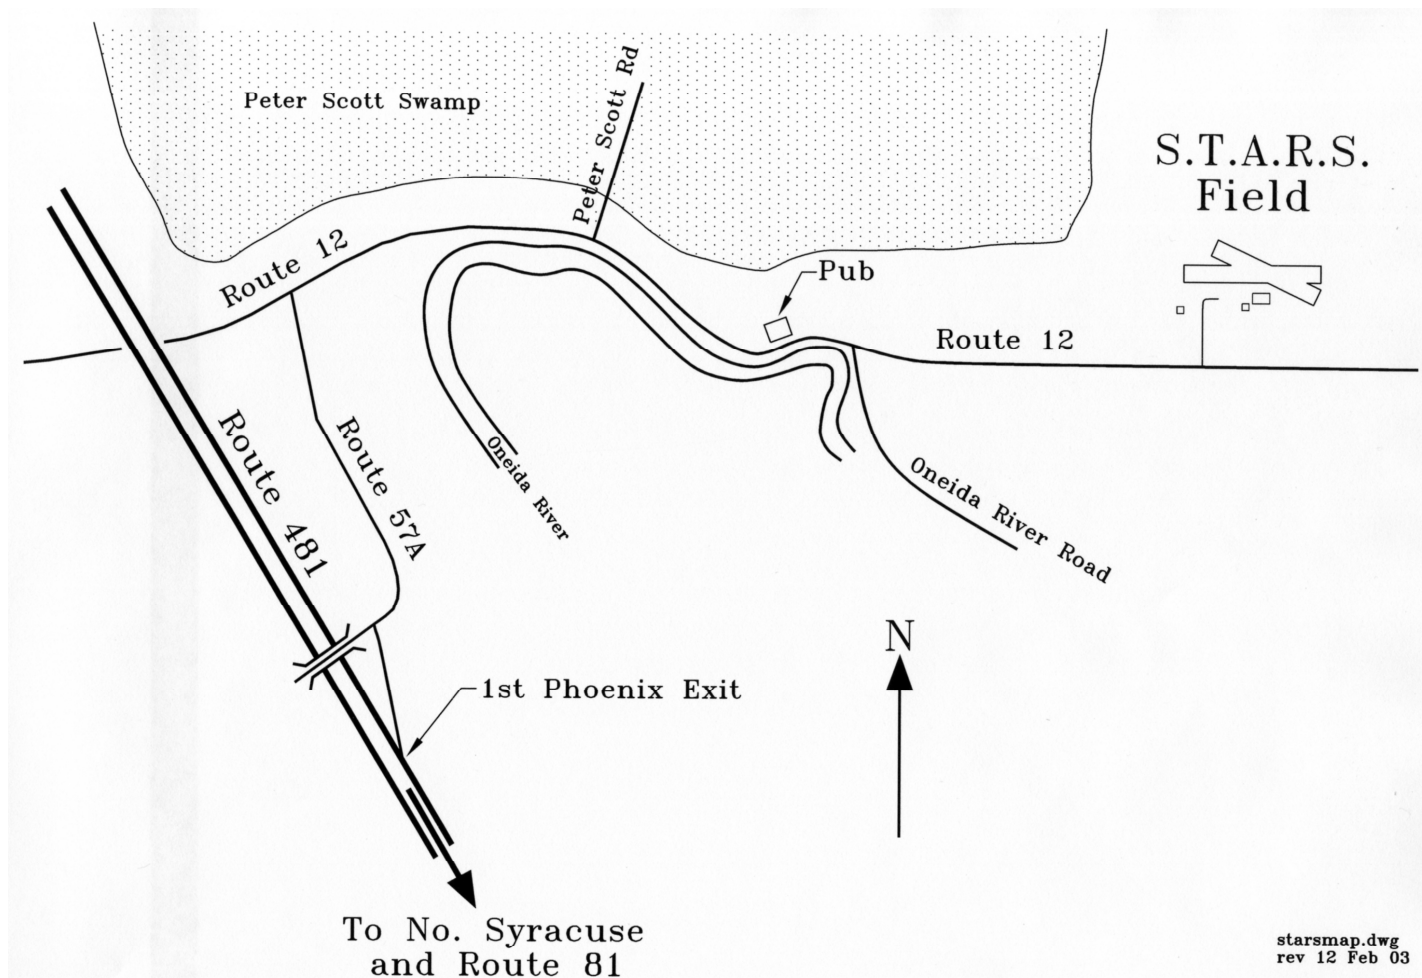 Peter Scott Swamp
Peter Scott Rd
S.T.A.R.S.
Field
Route 12
Pub
Route 12
Route 481
Route 57A
Oneida River
Oneida River Road
N
1st Phoenix Exit
To No. Syracuse
and Route 81
starsmap.dwg
rev 12 Feb 03